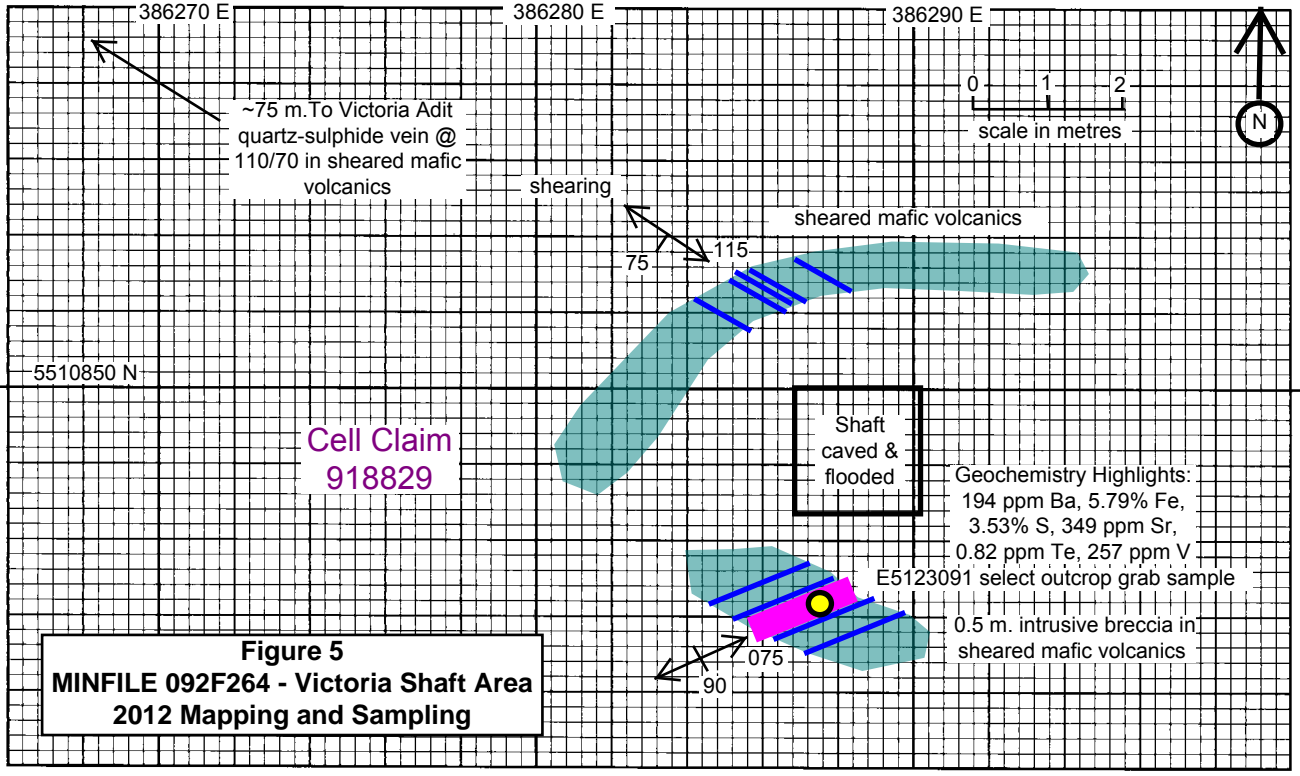 386270 E
386280 E
386290 E
0 1 2
scale in metres
N
~75 m.To Victoria Adit
quartz-sulphide vein @
110/70 in sheared mafic
volcanics
shearing
sheared mafic volcanics
75
115
5510850 N
Cell Claim
918829
Shaft
caved &
flooded
Geochemistry Highlights:
194 ppm Ba, 5.79% Fe,
3.53% S, 349 ppm Sr,
0.82 ppm Te, 257 ppm V
E5123091 select outcrop grab sample
0.5 m. intrusive breccia in
sheared mafic volcanics
075
90
Figure 5
MINFILE 092F264 - Victoria Shaft Area
2012 Mapping and Sampling